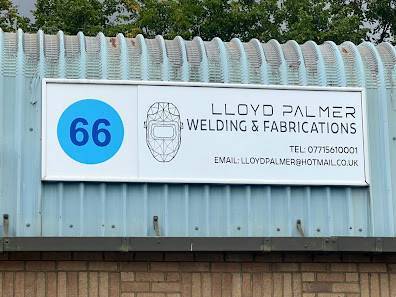 66
LLOYD PALMER
WELDING & FABRICATIONS
TEL: 07715610001
EMAIL: LLOYDPALMER@HOTMAIL.CO.UK